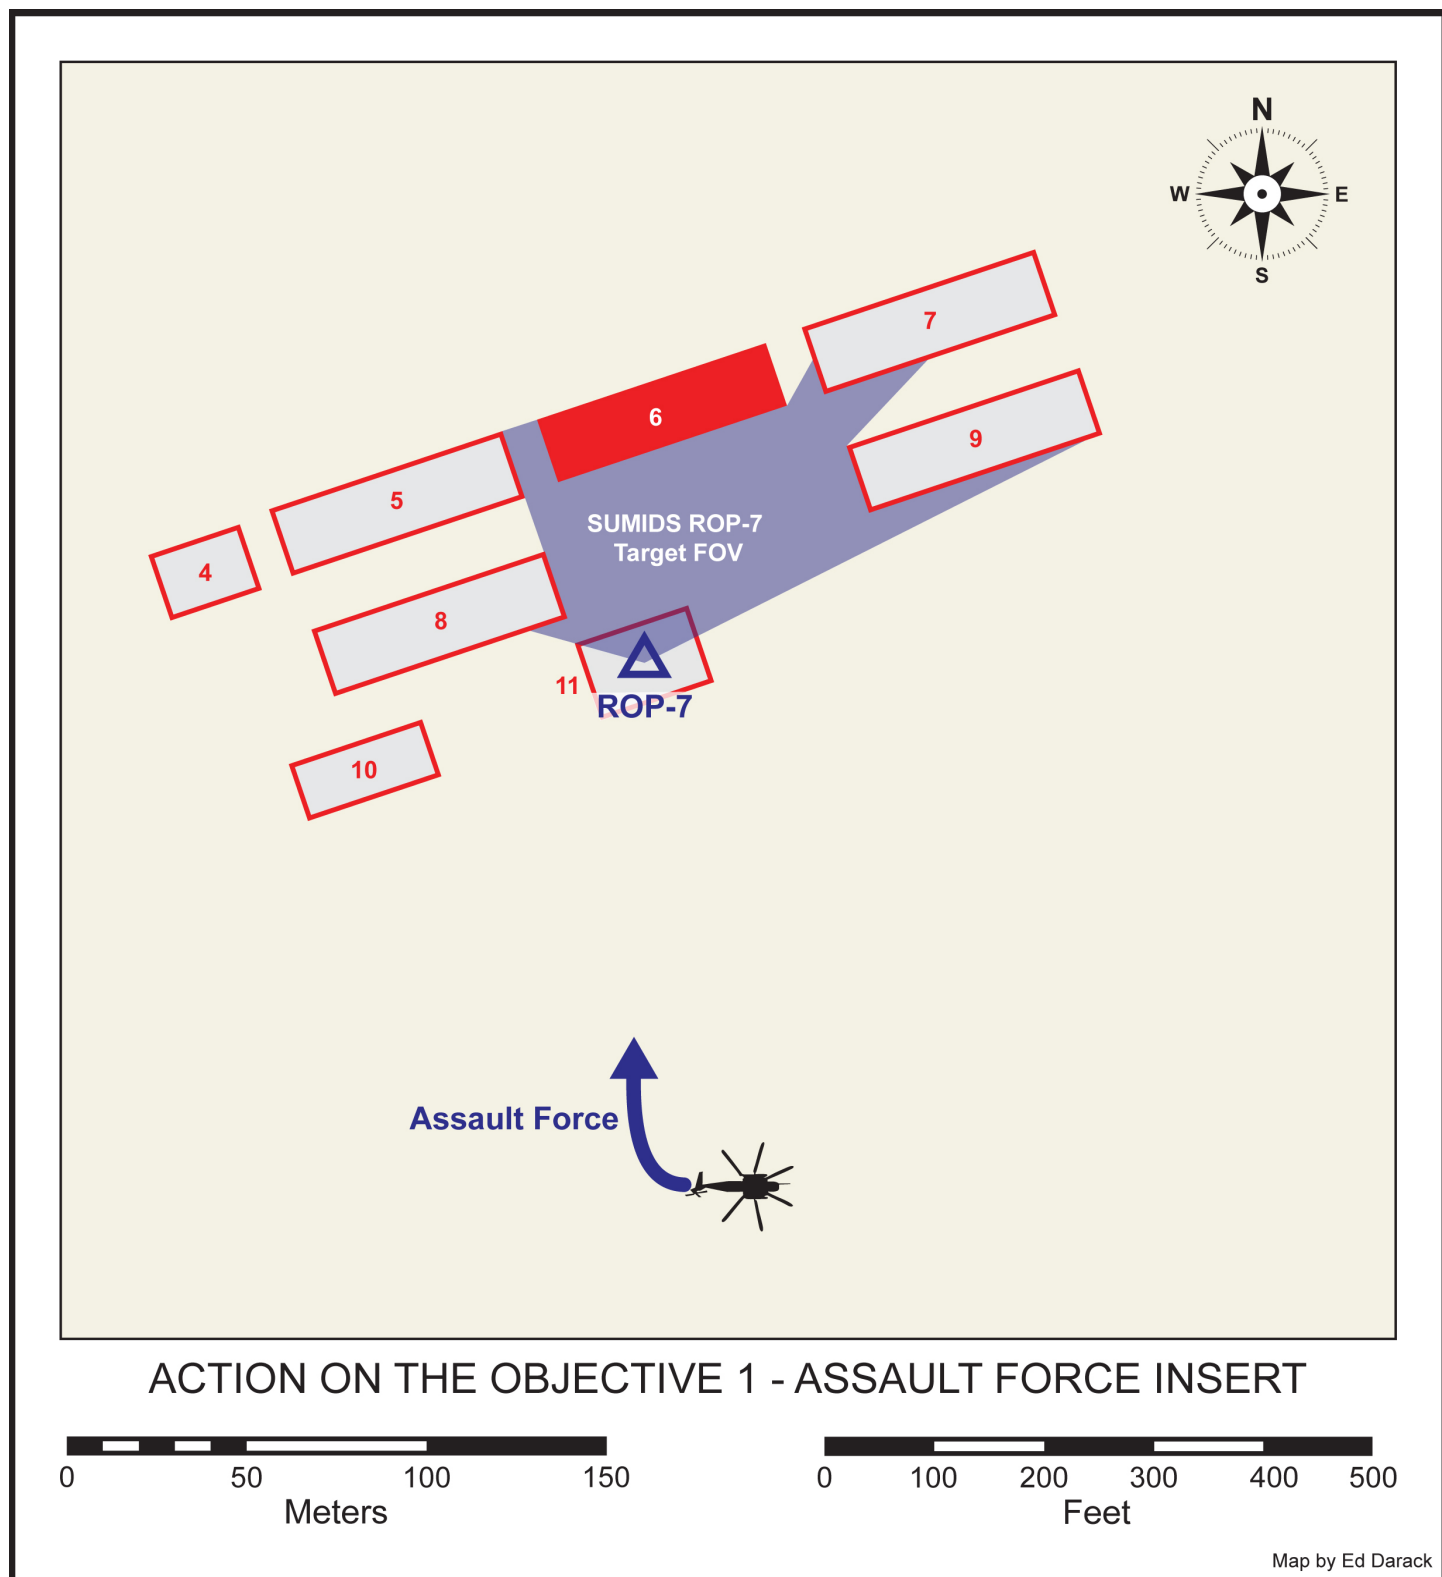 N
W
E
S
7
6
9
5
SUMIDS ROP-7
Target FOV
4
8
11
ROP-7
10
Assault Force
ACTION ON THE OBJECTIVE 1 - ASSAULT FORCE INSERT
0 50 100 150
Meters
0 100 200 300 400 500
Feet
Map by Ed Darack